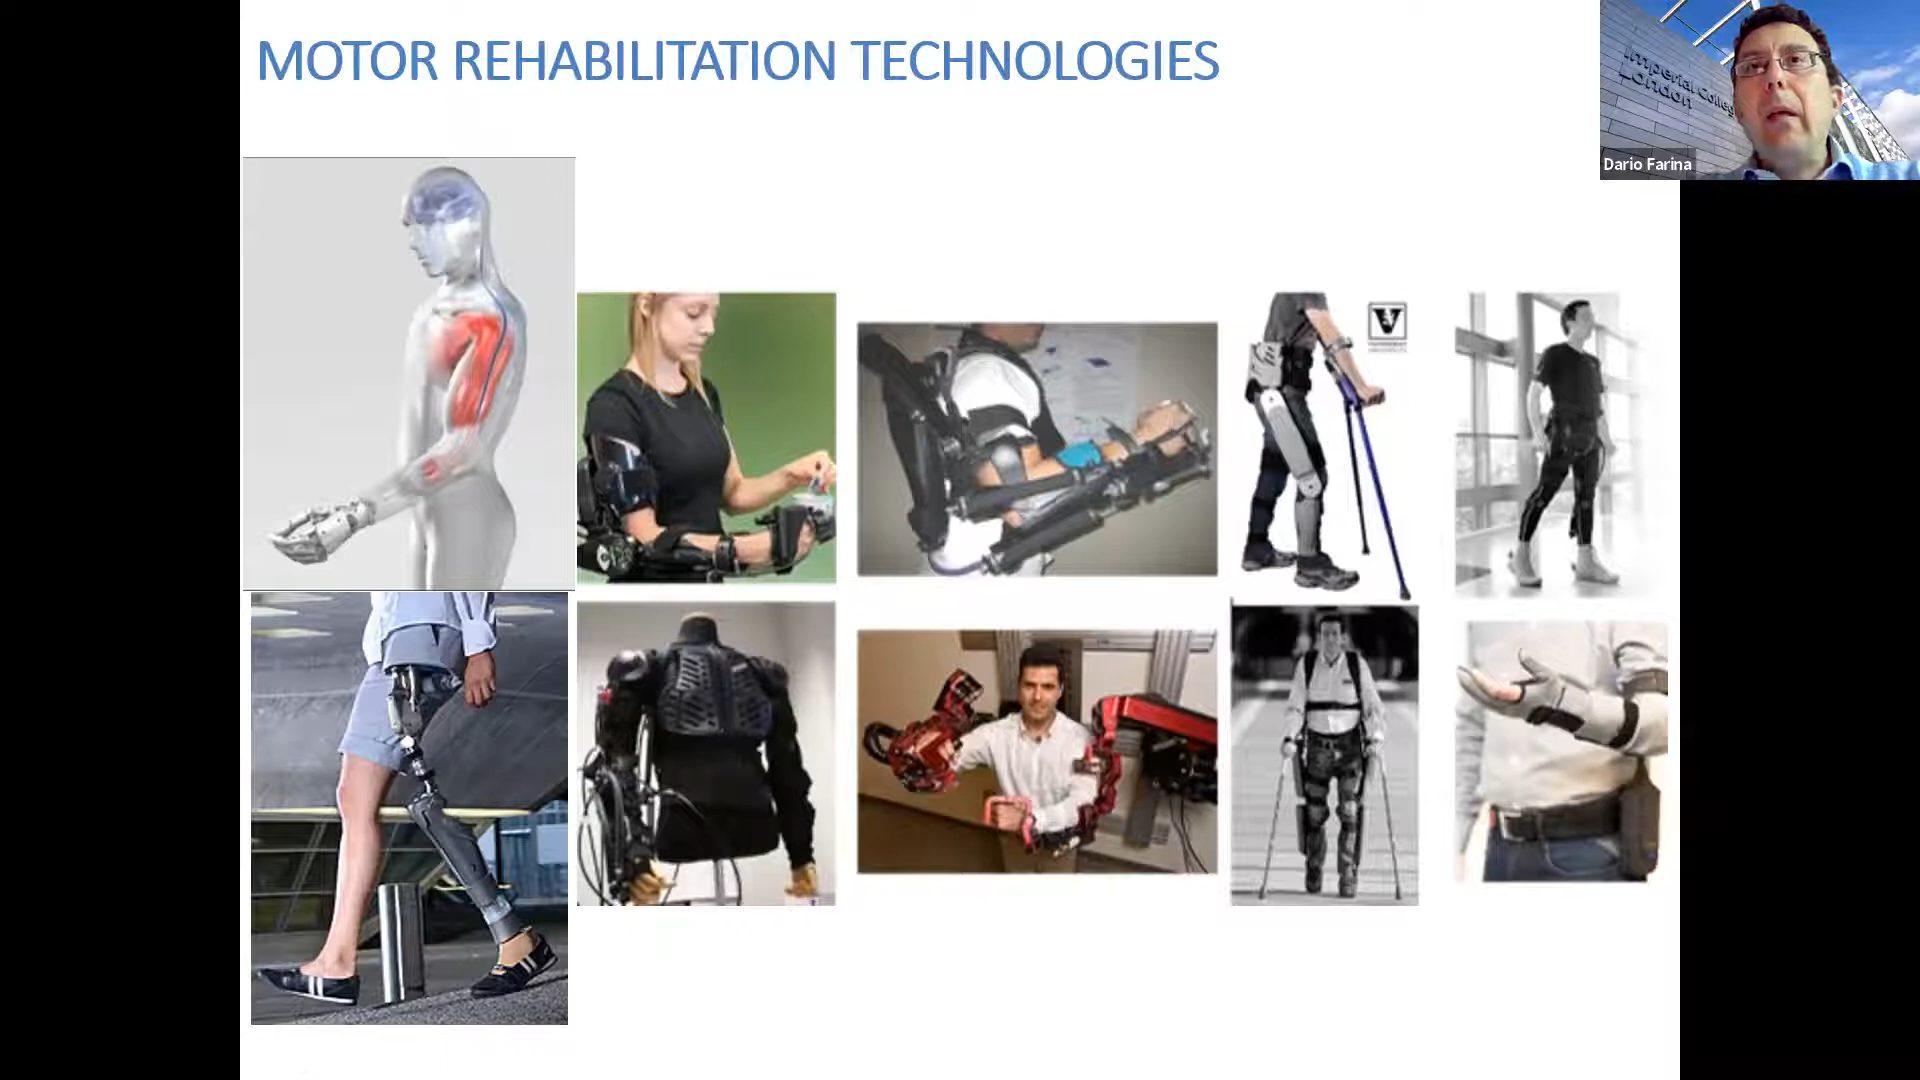 MOTOR REHABILITATION TECHNOLOGIES
Imperial College
London
Dario Farina
V